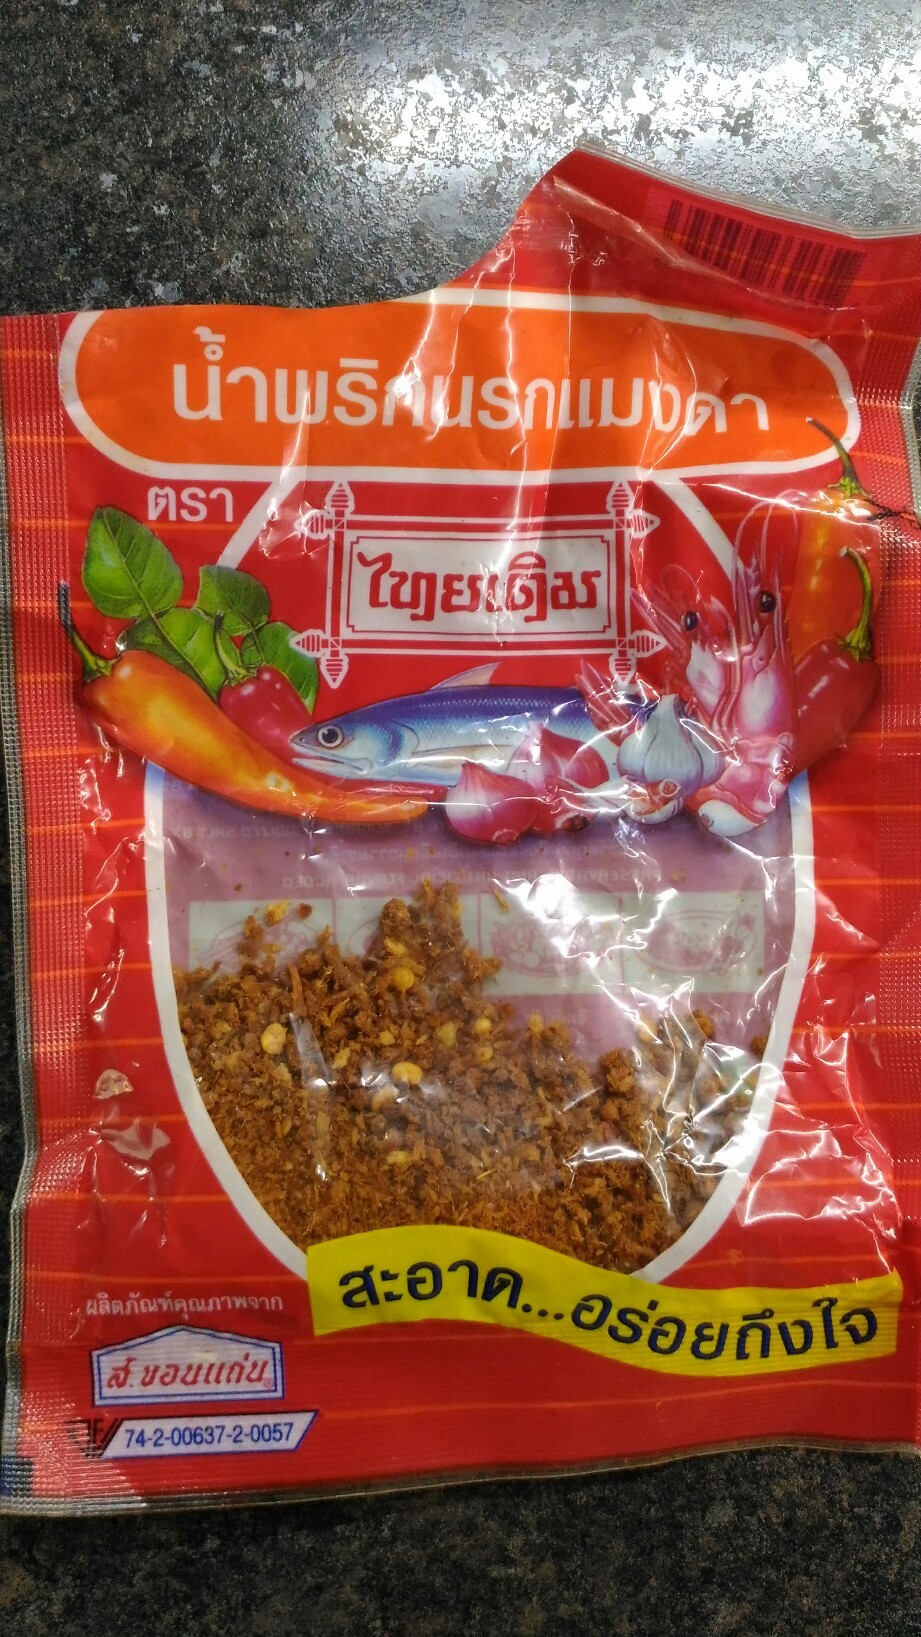 น้ำพริกนรกแมงดา
ตรา
ไทยเดิม
สะอาด...อร่อยถึงใจ
ผลิตภัณฑ์คุณภาพจาก
ส.ขอนแก่น
74-2-00637-2-0057